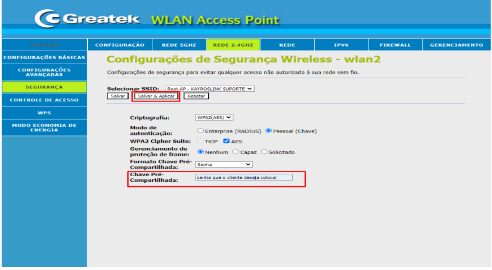 Greatek WLAN Access Point
CONFIGURAÇÃO REDE 5GHZ REDE 2.4GHZ REDE IPV6 FIREWALL GERENCIAMENTO
CONFIGURAÇÕES BÁSICAS
CONFIGURAÇÕES AVANÇADAS
SEGURANÇA
CONTROLE DE ACESSO
WPS
MODO ECONOMIA DE ENERGIA
Configurações de Segurança Wireless - wlan2
Configurações de segurança para evitar qualquer acesso não autorizado à sua rede sem fio.
Selecionar SSID: Root AP - KAYROSLINK SUPORTE
Salvar Salvar & Aplicar Resetar
Criptografia: WPA2(AES)
Modo de autenticação: Enterprise (RADIUS) Pessoal (Chave)
WPA2 Cipher Suite: TKIP AES
Gerenciamento de proteção de frame: Nenhum Capaz Solicitado
Formato Chave Pré-Compartilhada: Senha
Chave Pré-Compartilhada: senha que o cliente deseja colocar